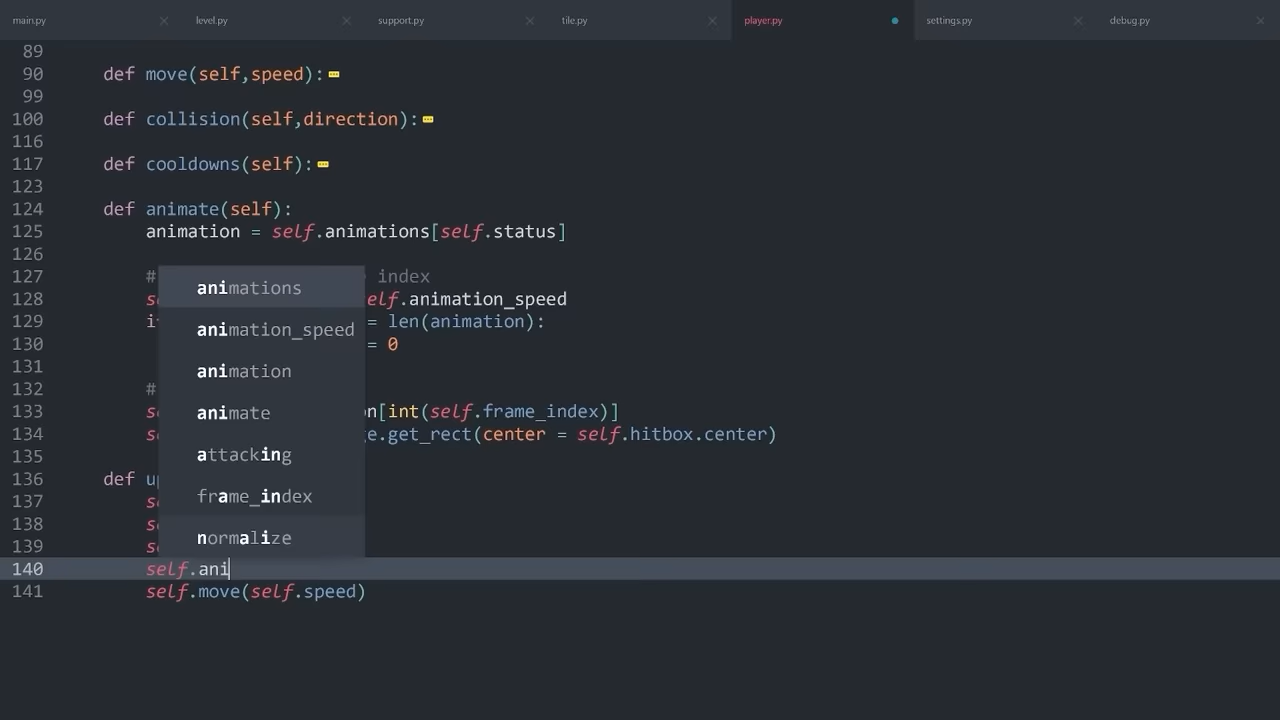 main.py level.py support.py tile.py player.py settings.py debug.py
89
90 def move(self,speed):
99
100 def collision(self,direction):
116
117 def cooldowns(self):
123
124 def animate(self):
125 animation = self.animations[self.status]
126
127 # index
128 self.animation_speed
129 = len(animation):
130 = 0
131
132 #
133 [int(self.frame_index)]
134 .get_rect(center = self.hitbox.center)
135
136 def
137
138
139
140 self.ani
141 self.move(self.speed)
animations
animation_speed
animation
animate
attacking
frame_index
normalize